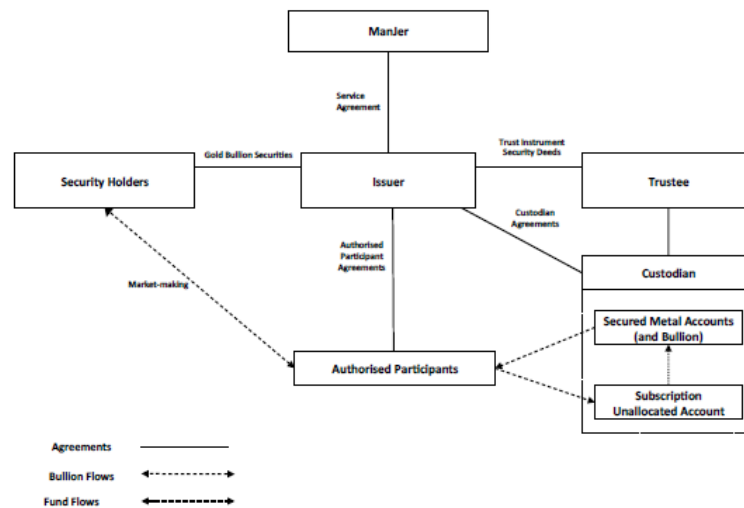 ManJer
Service
Agreement
Gold Bullion Securities
Trust Instrument
Security Deeds
Security Holders
Issuer
Trustee
Custodian
Agreements
Authorised
Participant
Agreements
Custodian
Market-making
Secured Metal Accounts
(and Bullion)
Authorised Participants
Subscription
Unallocated Account
Agreements
Bullion Flows
Fund Flows